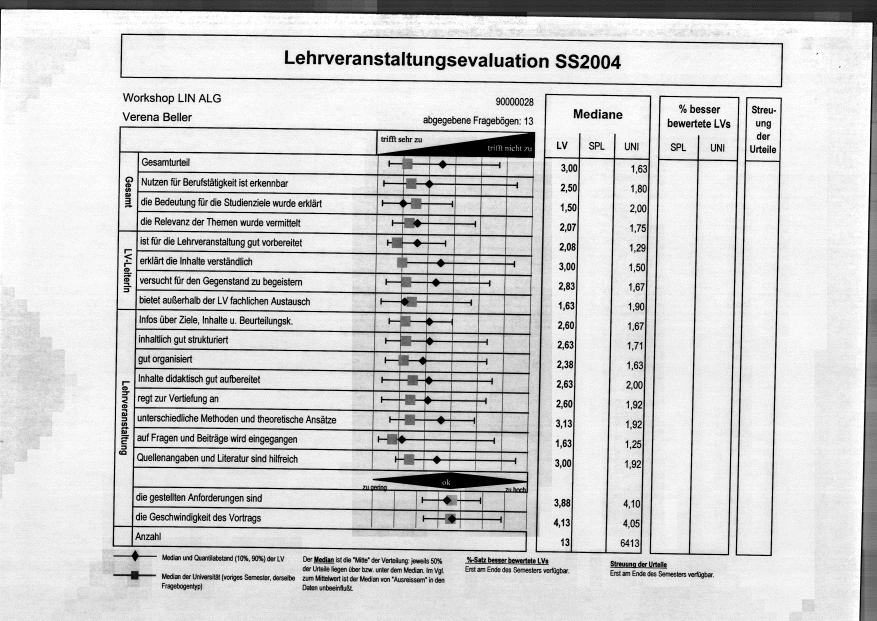 Lehrveranstaltungsevaluation SS2004
Workshop LIN ALG 90000028
Verena Beller abgegebene Fragebögen: 13
Mediane
LV SPL UNI
% besser bewertete LVs
SPL UNI
Streu-
ung
der
Urteile
trifft sehr zu trifft nicht zu
Gesamt
Gesamturteil 3,00 1,63
Nutzen für Berufstätigkeit ist erkennbar 2,50 1,80
die Bedeutung für die Studienziele wurde erklärt 1,50 2,00
die Relevanz der Themen wurde vermittelt 2,07 1,75
LV-LeiterIn
ist für die Lehrveranstaltung gut vorbereitet 2,08 1,29
erklärt die Inhalte verständlich 3,00 1,50
versucht für den Gegenstand zu begeistern 2,83 1,67
bietet außerhalb der LV fachlichen Austausch 1,63 1,90
Lehrveranstaltung
Infos über Ziele, Inhalte u. Beurteilungsk. 2,60 1,67
inhaltlich gut strukturiert 2,63 1,71
gut organisiert 2,38 1,63
Inhalte didaktisch gut aufbereitet 2,63 2,00
regt zur Vertiefung an 2,60 1,92
unterschiedliche Methoden und theoretische Ansätze 3,13 1,92
auf Fragen und Beiträge wird eingegangen 1,63 1,25
Quellenangaben und Literatur sind hilfreich 3,00 1,92
zu gering ok zu hoch
die gestellten Anforderungen sind 3,88 4,10
die Geschwindigkeit des Vortrags 4,13 4,05
Anzahl 13 6413
Median und Quantilabstand (10%, 90%) der LV
Median der Universität (voriges Semester, derselbe
Fragebogentyp)
Der Median ist die "Mitte" der Verteilung: jeweils 50%
der Urteile liegen über bzw. unter dem Median. Im Vgl.
zum Mittelwert ist der Median von "Ausreissern" in den
Daten unbeeinflußt.
%-Satz besser bewertete LVs
Erst am Ende des Semesters verfügbar.
Streuung der Urteile
Erst am Ende des Semesters verfügbar.